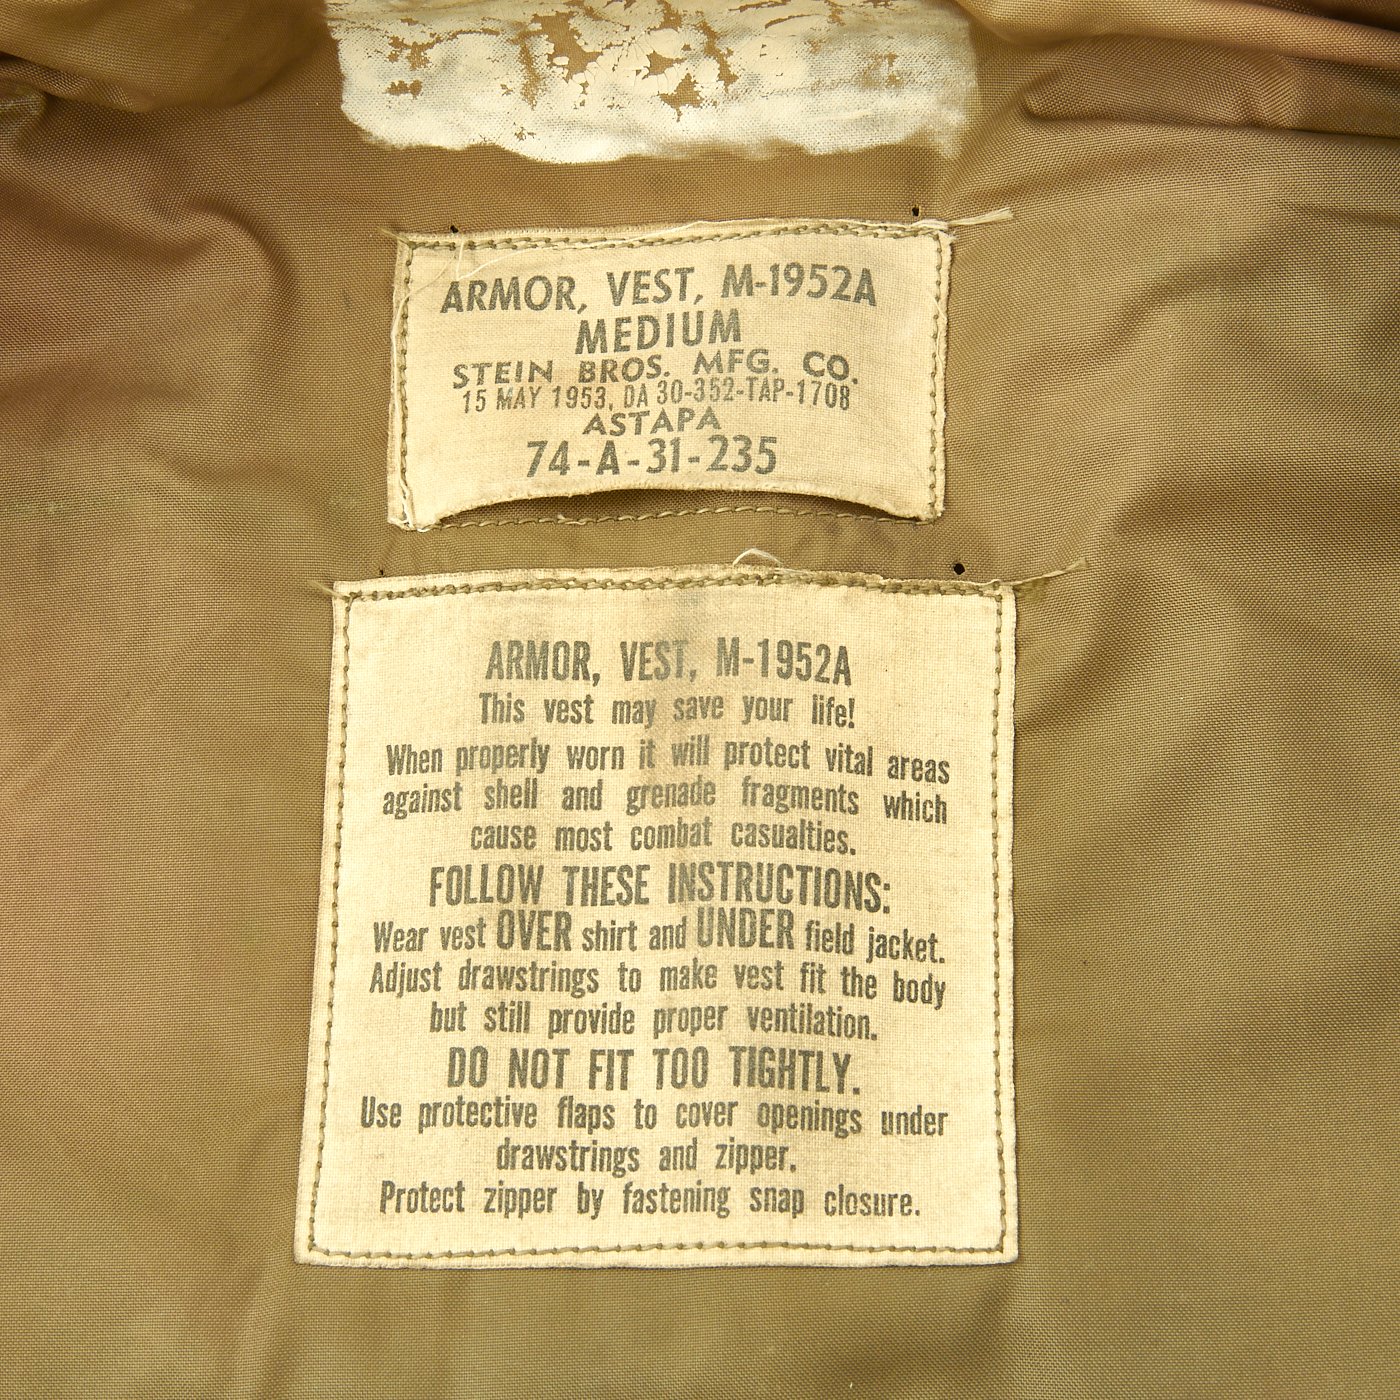 ARMOR, VEST, M-1952A
MEDIUM
STEIN BROS. MFG. CO.
15 MAY 1953, DA 30-352-TAP-1708
ASTAPA
74-A-31-235
ARMOR, VEST, M-1952A
This vest may save your life!
When properly worn it will protect vital areas
against shell and grenade fragments which
cause most combat casualties.
FOLLOW THESE INSTRUCTIONS:
Wear vest OVER shirt and UNDER field jacket.
Adjust drawstrings to make vest fit the body
but still provide proper ventilation.
DO NOT FIT TOO TIGHTLY.
Use protective flaps to cover openings under
drawstrings and zipper.
Protect zipper by fastening snap closure.